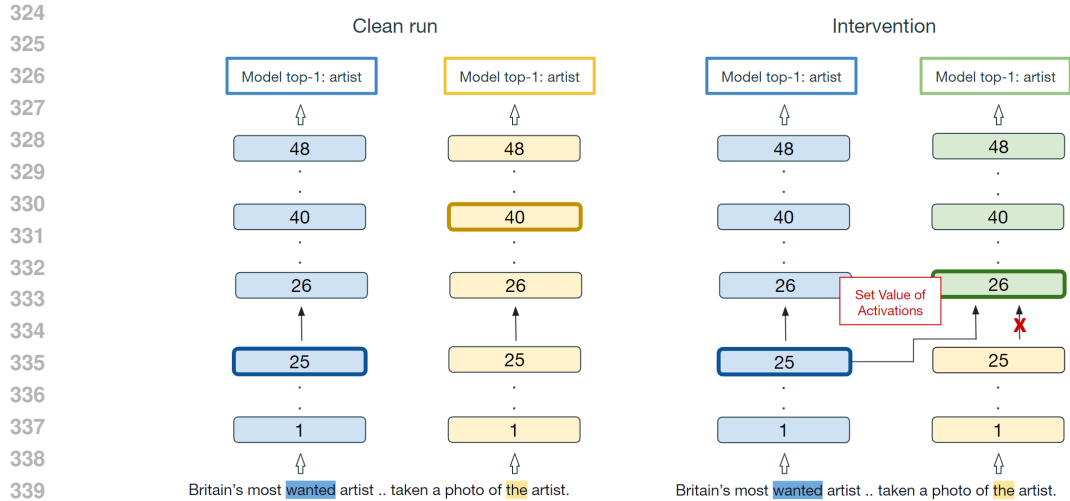 324
Clean run Intervention
325
326
Model top-1: artist Model top-1: artist Model top-1: artist Model top-1: artist
327
328
48 48 48 48
329
330
40 40 40 40
331
332
26 26 26 26
333
Set Value of
Activations
334
X
335
25 25 25 25
336
337
1 1 1 1
338
339
Britain's most wanted artist .. taken a photo of the artist. Britain's most wanted artist .. taken a photo of the artist.